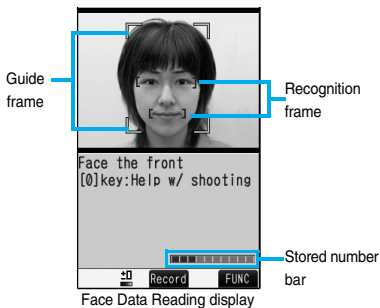 Guide
frame
Recognition
frame
Face the front
[0]key:Help w/ shooting
Stored number
bar
±0
Record
FUNC
Face Data Reading display